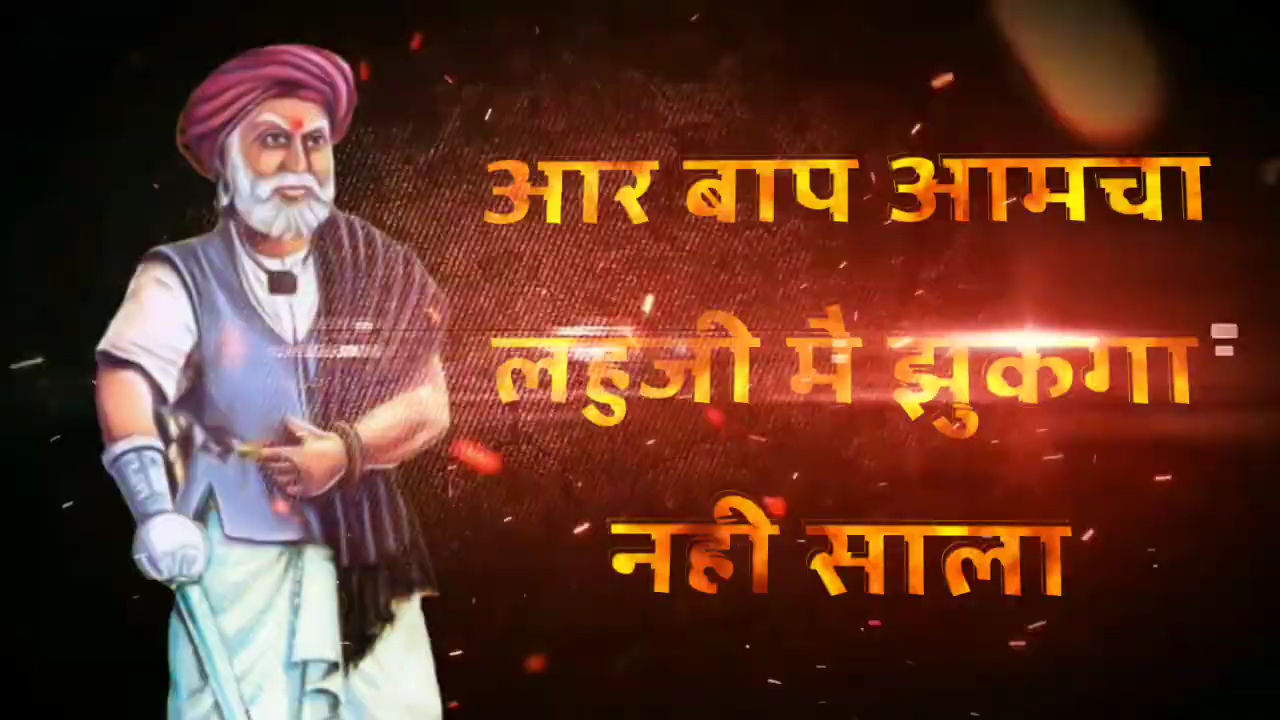 आर बाप आमचा
लहुजी मै झुकगा
नही साला